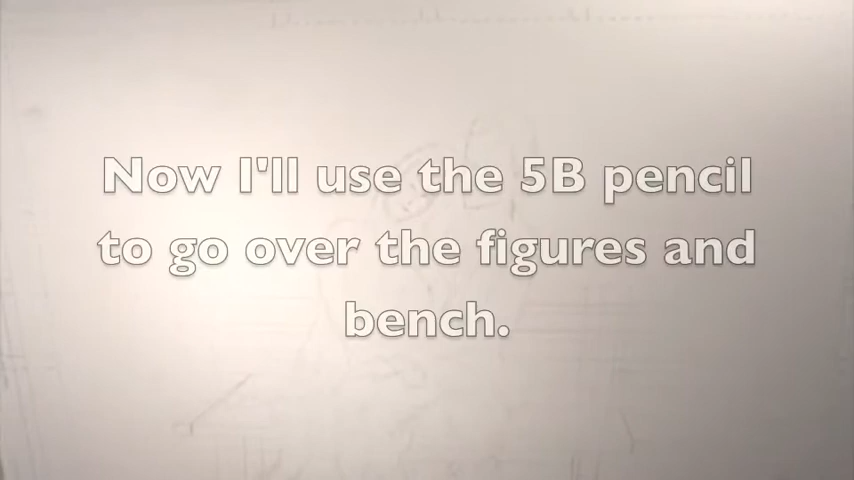 Now I'll use the 5B pencil
to go over the figures and
bench.